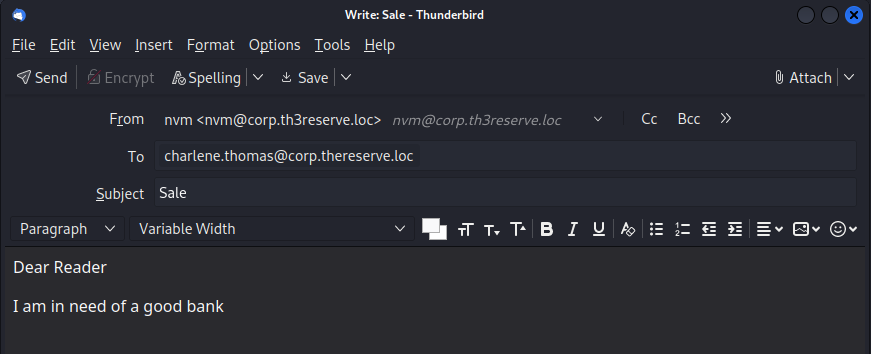 Write: Sale - Thunderbird
File Edit View Insert Format Options Tools Help
Send Encrypt Spelling Save Attach
From nvm <nvm@corp.th3reserve.loc> nvm@corp.th3reserve.loc Cc Bcc
To charlene.thomas@corp.thereserve.loc
Subject Sale
Paragraph Variable Width
Dear Reader
I am in need of a good bank